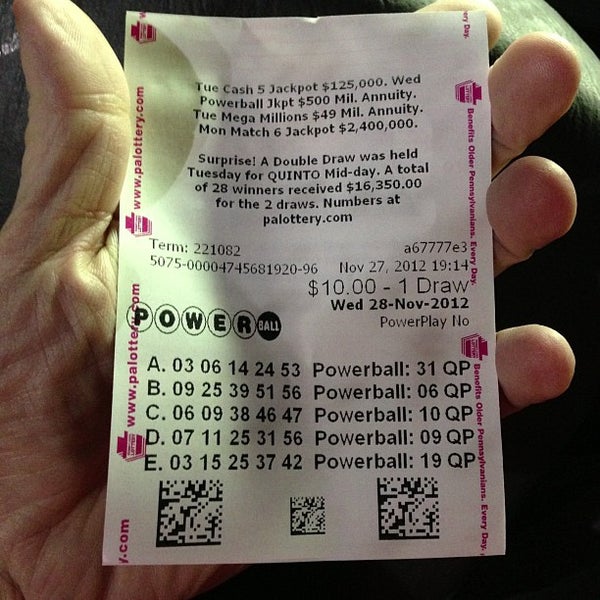 Tue Cash 5 Jackpot $125,000. Wed
Powerball Jkpt $500 Mil. Annuity.
Tue Mega Millions $49 Mil. Annuity.
Mon Match 6 Jackpot $2,400,000.
Surprise! A Double Draw was held
Tuesday for QUINTO Mid-day. A total
of 28 winners received $16,350.00
for the 2 draws. Numbers at
palottery.com
Term: 221082 a67777e3
5075-00004745681920-96 Nov 27, 2012 19:14
$10.00 - 1 Draw
Wed 28-Nov-2012
POWER BALL
PowerPlay No
A. 03 06 14 24 53 Powerball: 31 QP
B. 09 25 39 51 56 Powerball: 06 QP
C. 06 09 38 46 47 Powerball: 10 QP
D. 07 11 25 31 56 Powerball: 09 QP
E. 03 15 25 37 42 Powerball: 19 QP
www.palottery.com
www.palottery.com
y.com
ery Day.
Benefits Older Pennsylvanians. Every Day.
Benefits Older Pennsylvanians. Every Day.